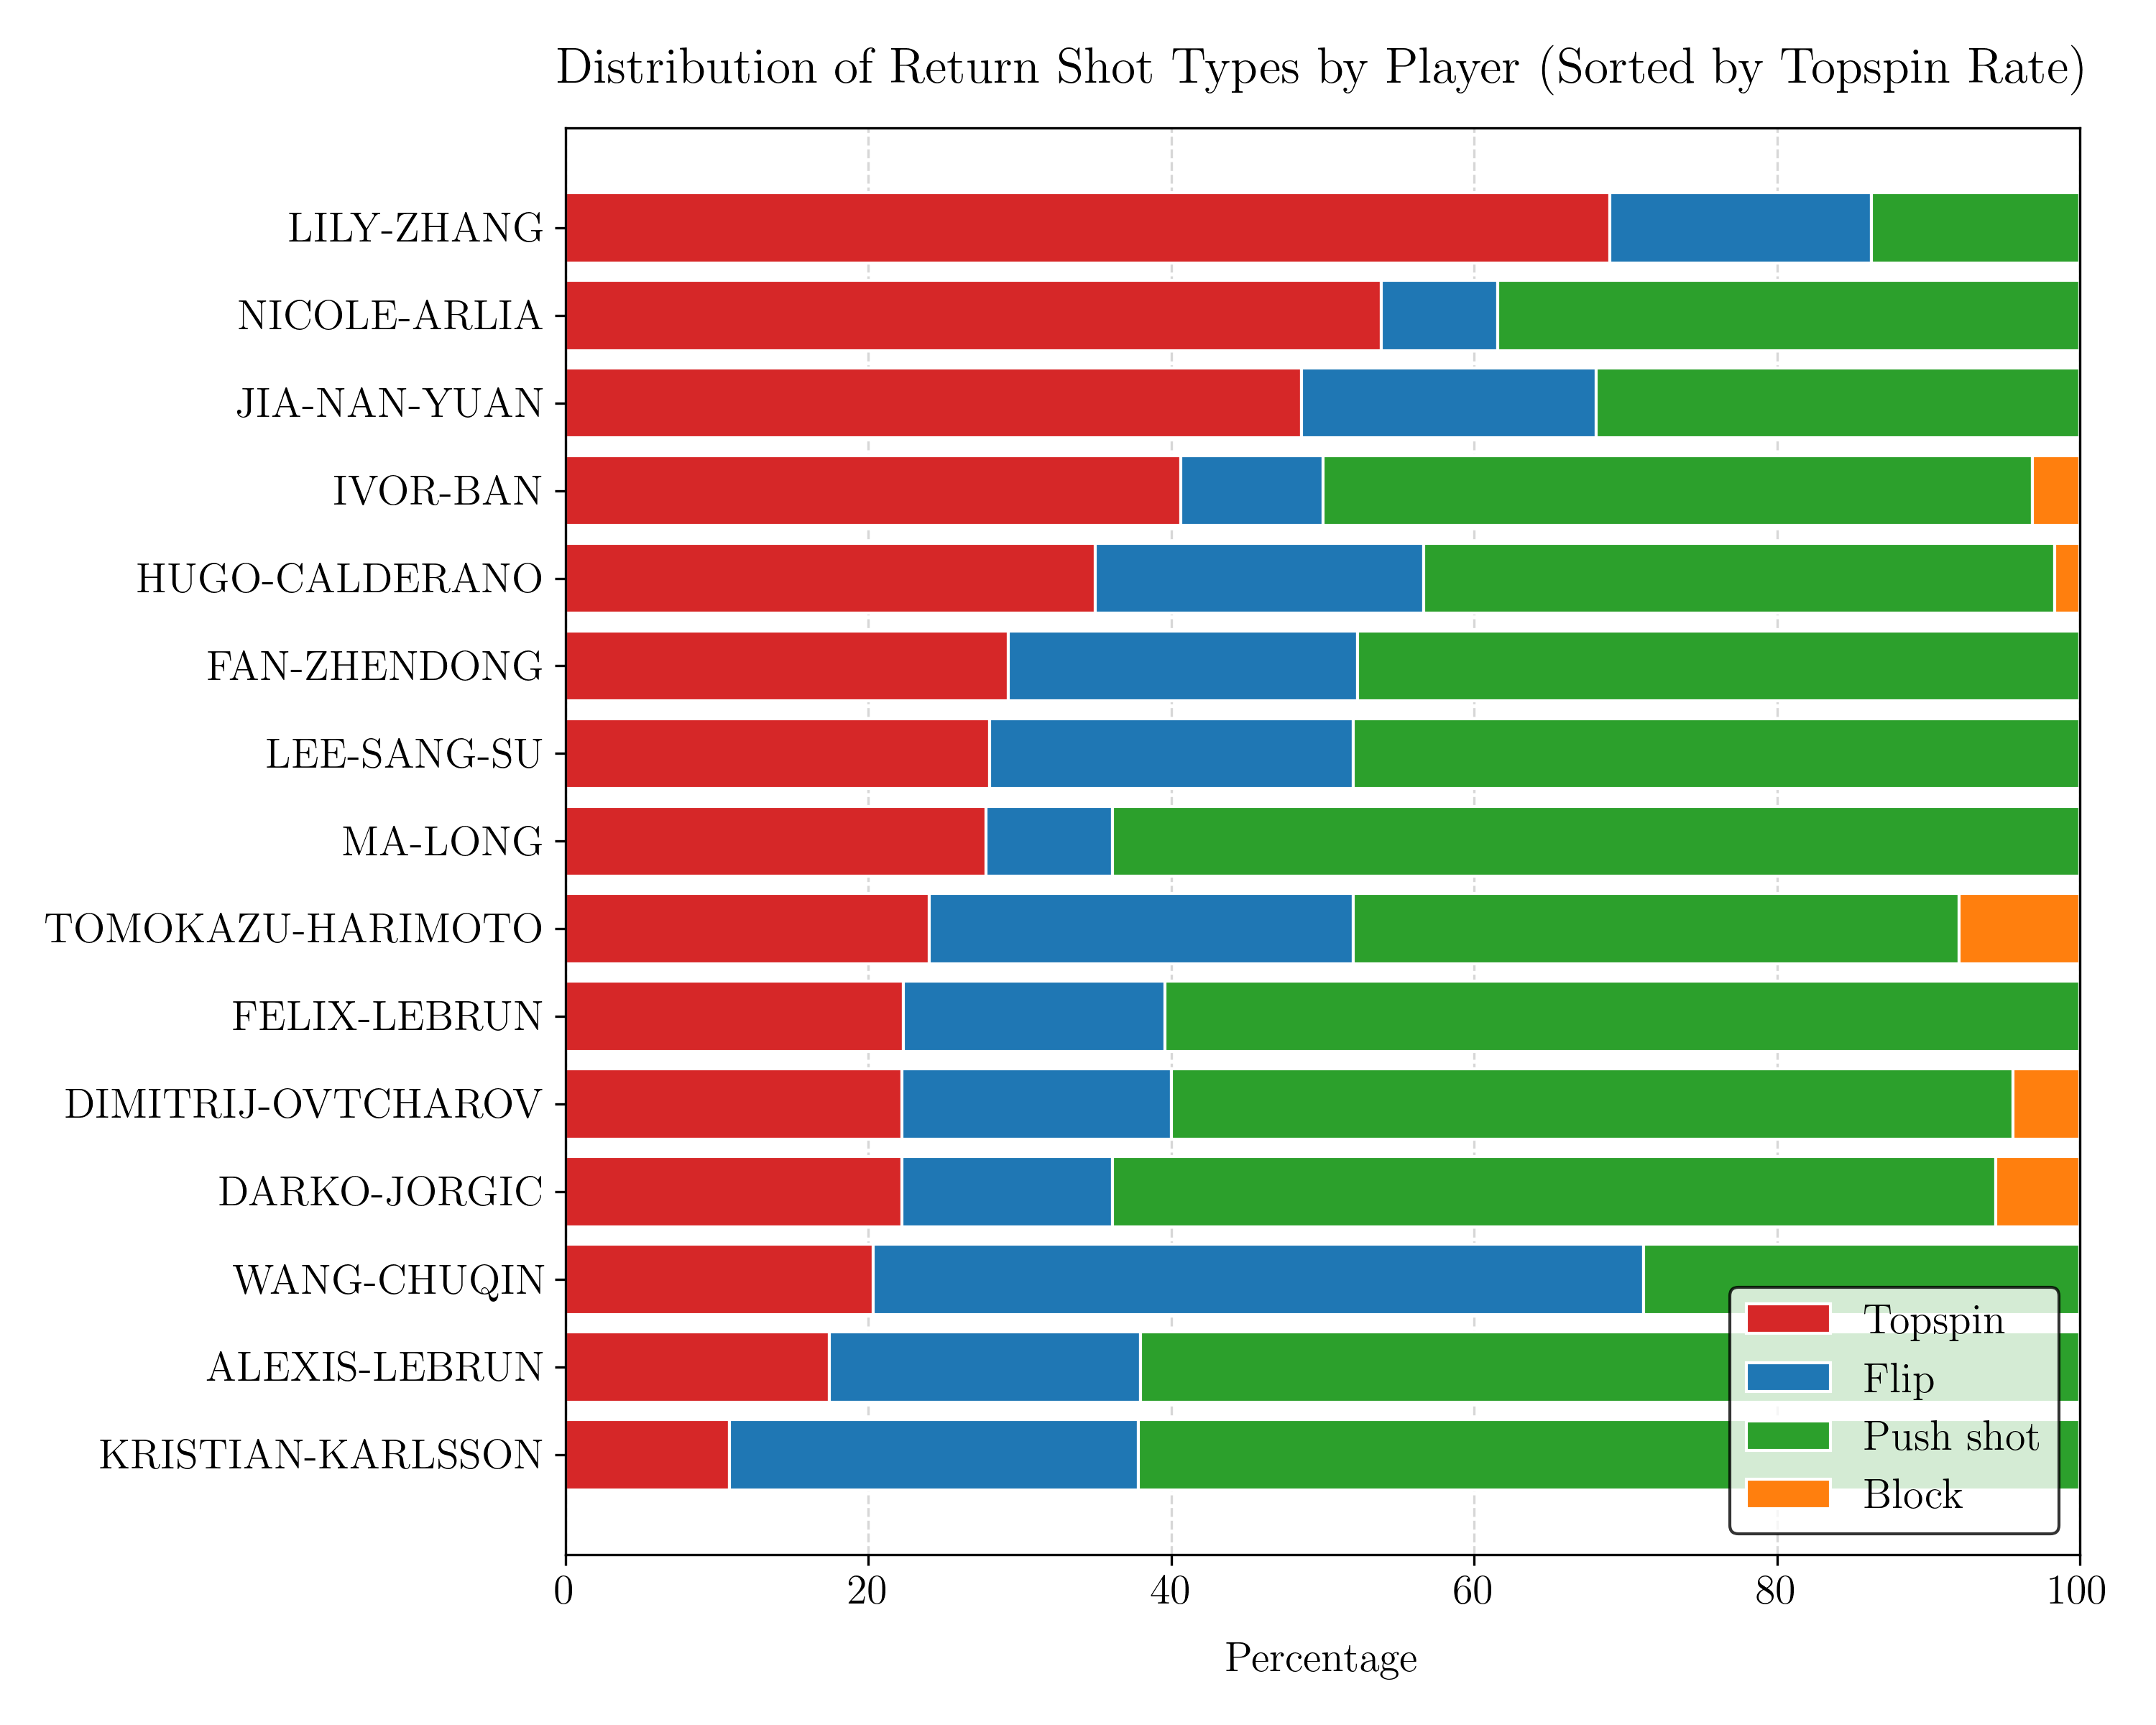 Distribution of Return Shot Types by Player (Sorted by Topspin Rate)
LILY-ZHANG
NICOLE-ARLIA
JIA-NAN-YUAN
IVOR-BAN
HUGO-CALDERANO
FAN-ZHENDONG
LEE-SANG-SU
MA-LONG
TOMOKAZU-HARIMOTO
FELIX-LEBRUN
DIMITRIJ-OVTCHAROV
DARKO-JORGIC
WANG-CHUQIN
ALEXIS-LEBRUN
KRISTIAN-KARLSSON
Topspin
Flip
Push shot
Block
0 20 40 60 80 100
Percentage